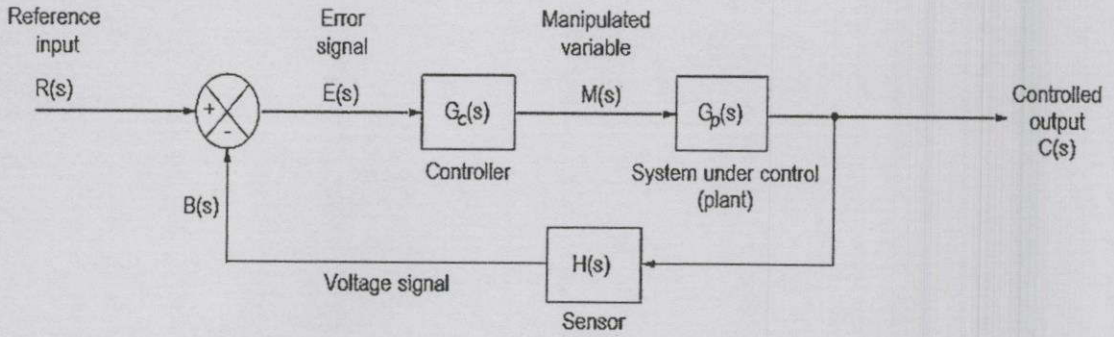 Reference
input
R(s)
Error
signal
E(s)
Manipulated
variable
M(s)
+
-
G_c(s)
Controller
G_p(s)
System under control
(plant)
Controlled
output
C(s)
B(s)
Voltage signal
H(s)
Sensor